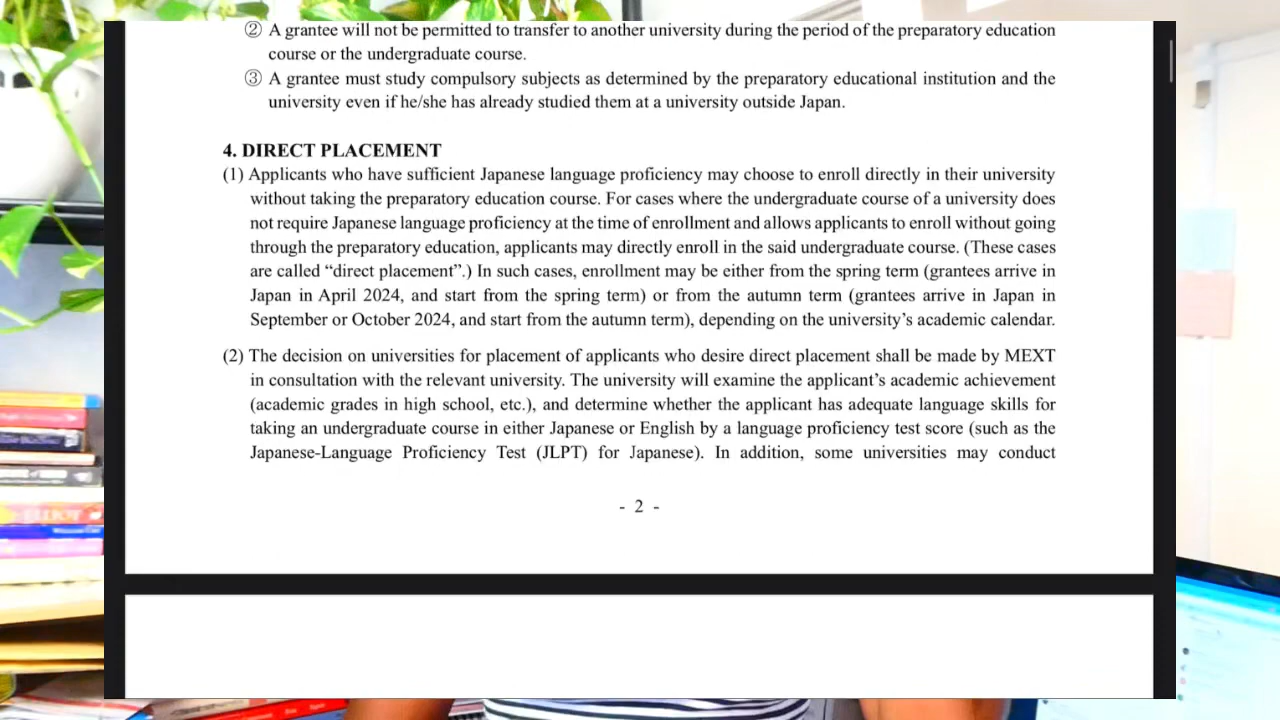 ② A grantee will not be permitted to transfer to another university during the period of the preparatory education
course or the undergraduate course.
③ A grantee must study compulsory subjects as determined by the preparatory educational institution and the
university even if he/she has already studied them at a university outside Japan.
4. DIRECT PLACEMENT
(1) Applicants who have sufficient Japanese language proficiency may choose to enroll directly in their university
without taking the preparatory education course. For cases where the undergraduate course of a university does
not require Japanese language proficiency at the time of enrollment and allows applicants to enroll without going
through the preparatory education, applicants may directly enroll in the said undergraduate course. (These cases
are called “direct placement”.) In such cases, enrollment may be either from the spring term (grantees arrive in
Japan in April 2024, and start from the spring term) or from the autumn term (grantees arrive in Japan in
September or October 2024, and start from the autumn term), depending on the university’s academic calendar.
(2) The decision on universities for placement of applicants who desire direct placement shall be made by MEXT
in consultation with the relevant university. The university will examine the applicant’s academic achievement
(academic grades in high school, etc.), and determine whether the applicant has adequate language skills for
taking an undergraduate course in either Japanese or English by a language proficiency test score (such as the
Japanese-Language Proficiency Test (JLPT) for Japanese). In addition, some universities may conduct
- 2 -